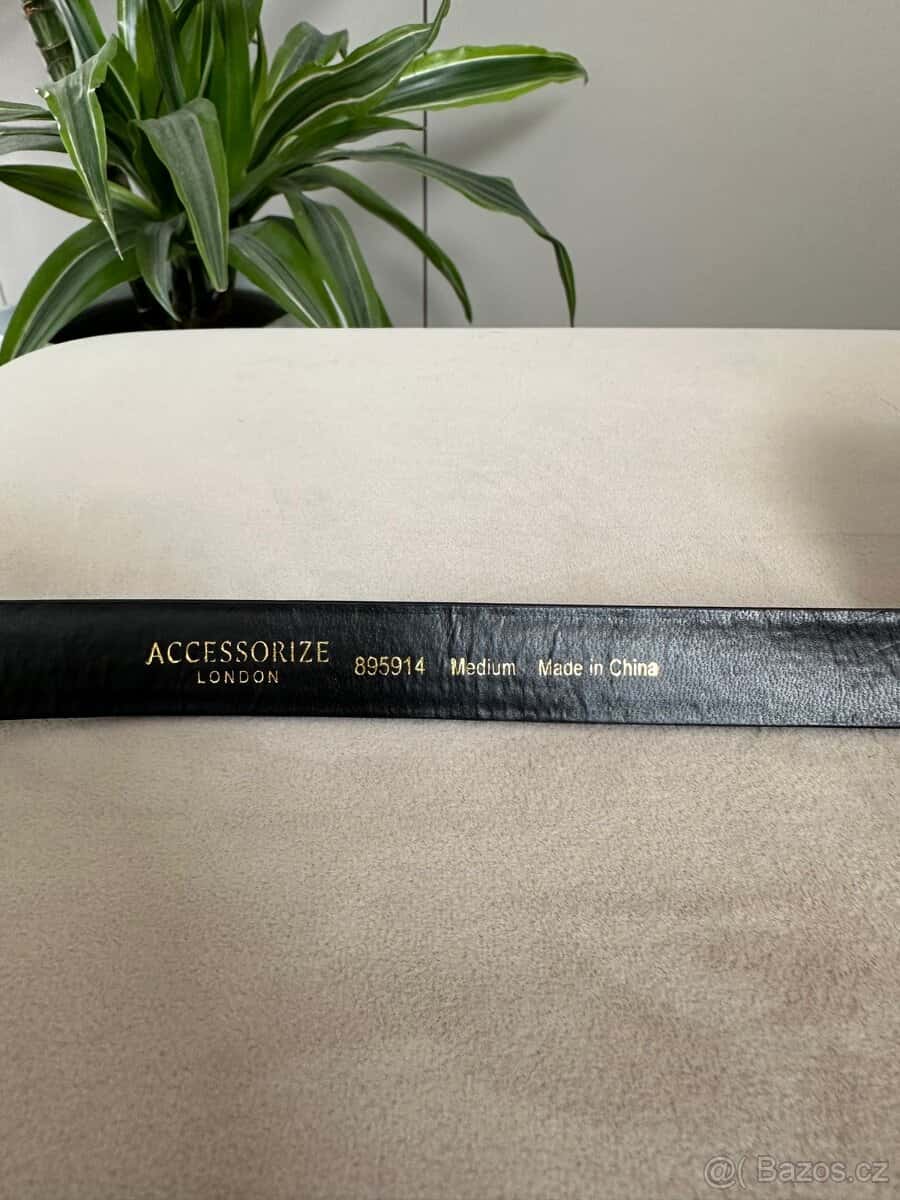 ACCESSORIZE
LONDON
895914 Medium Made in China
@( Bazos.cz